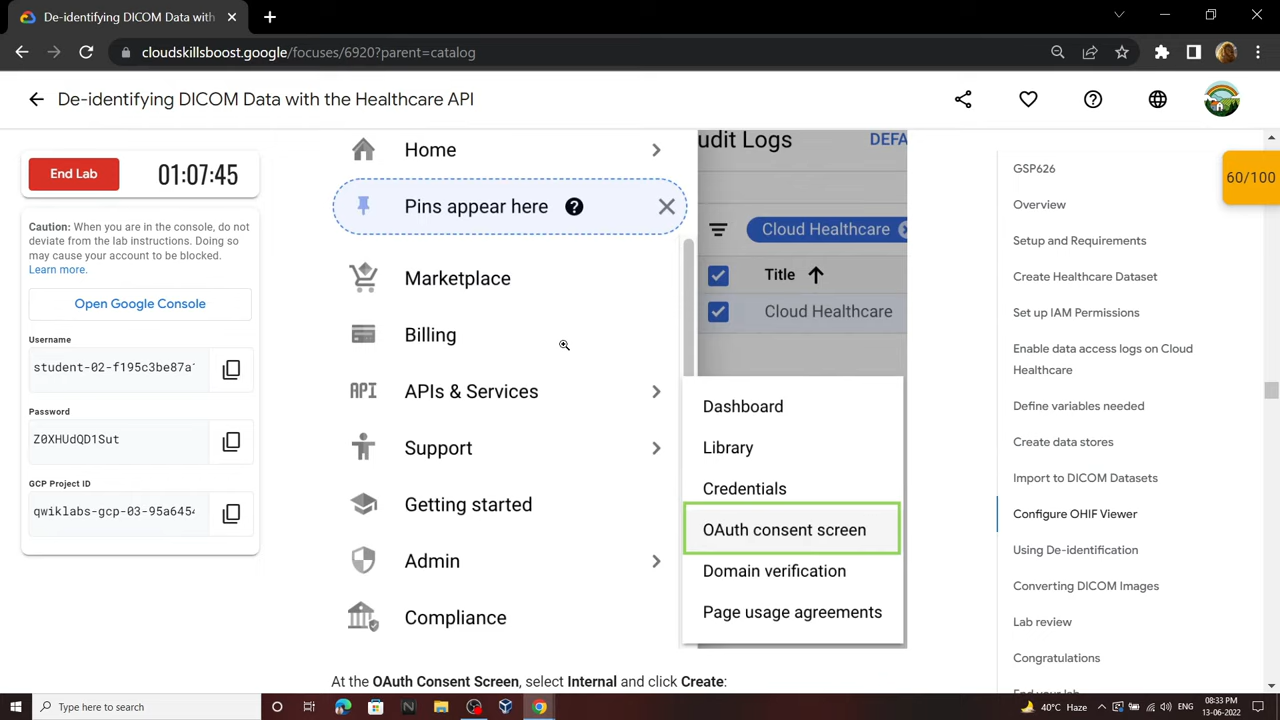 De-identifying DICOM Data with t
cloudskillsboost.google/focuses/6920?parent=catalog
De-identifying DICOM Data with the Healthcare API
End Lab
01:07:45
Caution: When you are in the console, do not
deviate from the lab instructions. Doing so
may cause your account to be blocked.
Learn more.
Open Google Console
Username
student-02-f195c3be87a
Password
Z0XHUdQD1Sut
GCP Project ID
qwiklabs-gcp-03-95a645
Home
Pins appear here
?
Marketplace
Billing
API
APIs & Services
Support
Getting started
Admin
Compliance
udit Logs
DEFA
Cloud Healthcare
Title
Cloud Healthcare
Dashboard
Library
Credentials
OAuth consent screen
Domain verification
Page usage agreements
At the OAuth Consent Screen, select Internal and click Create:
GSP626
60/100
Overview
Setup and Requirements
Create Healthcare Dataset
Set up IAM Permissions
Enable data access logs on Cloud
Healthcare
Define variables needed
Create data stores
Import to DICOM Datasets
Configure OHIF Viewer
Using De-identification
Converting DICOM Images
Lab review
Congratulations
End your lab
Type here to search
40°C Haze
ENG
08:33 PM
13-06-2022